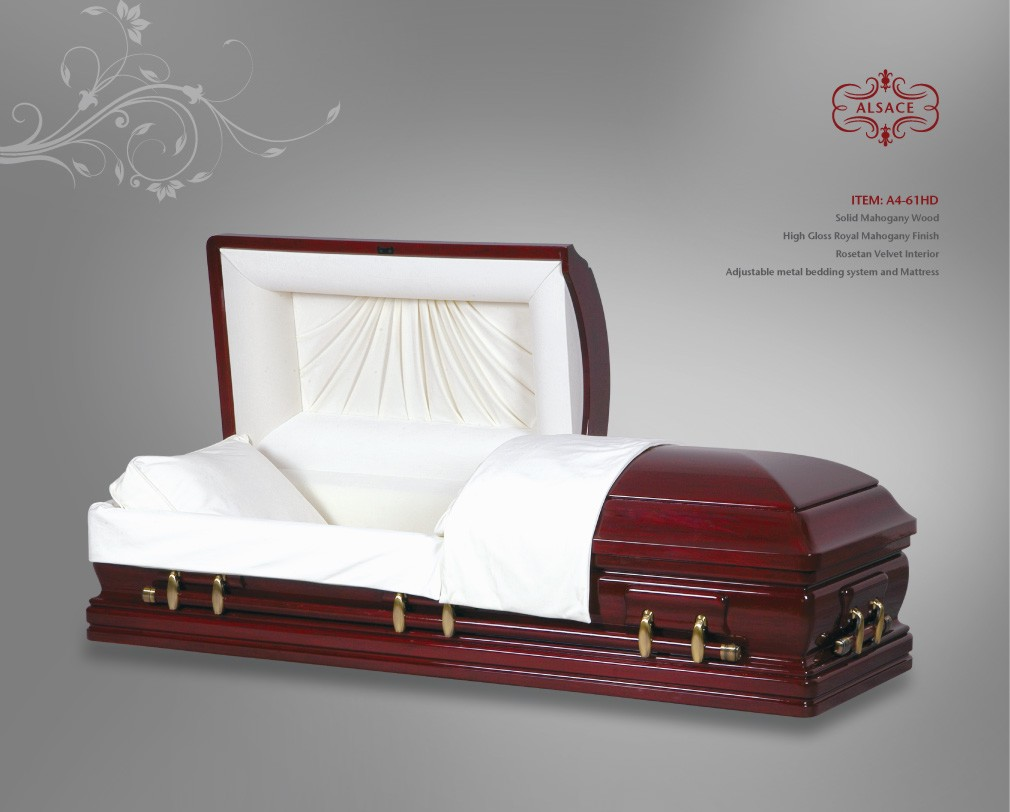 ALSACE
ITEM: A4-61HD
Solid Mahogany Wood
High Gloss Royal Mahogany Finish
Rosetan Velvet Interior
Adjustable metal bedding system and Mattress